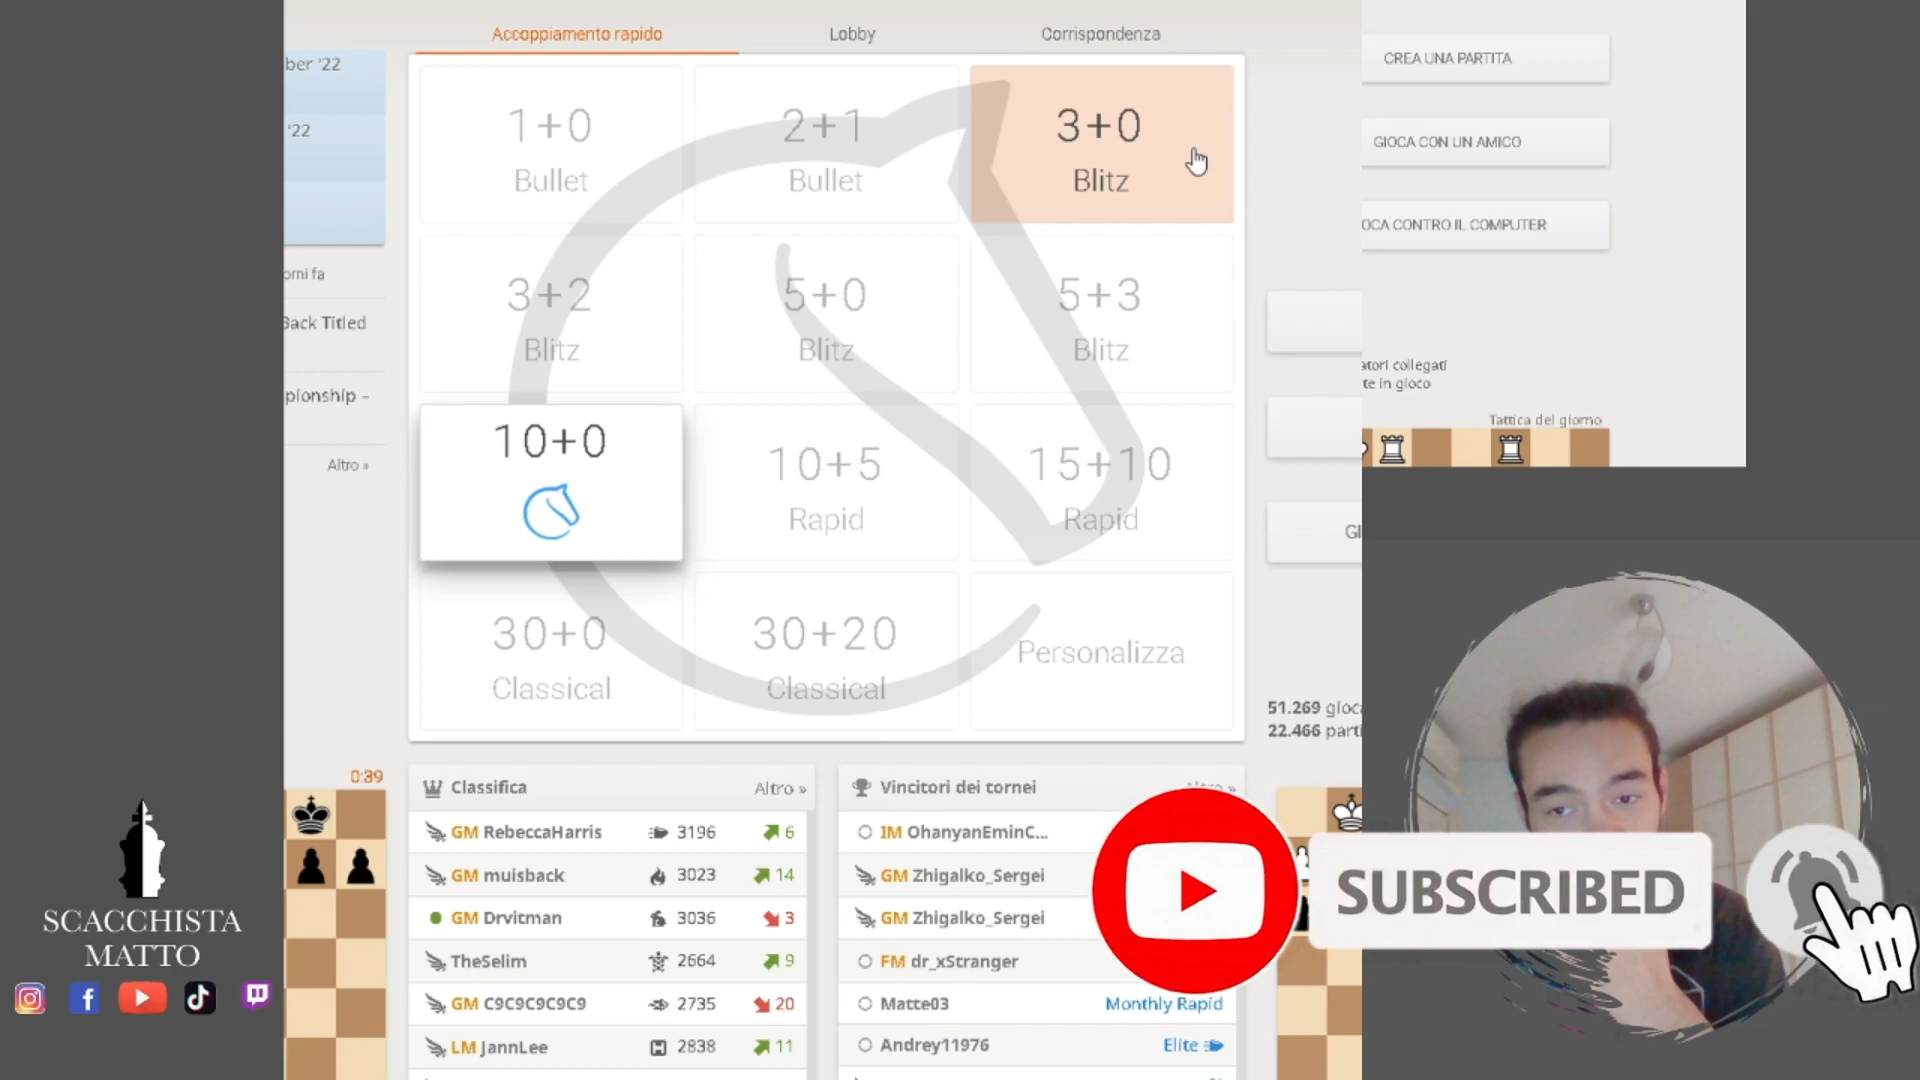 Accoppiamento rapido
Lobby
Corrispondenza
CREA UNA PARTITA
GIOCA CON UN AMICO
OCA CONTRO IL COMPUTER
ber '22
'22
orni fa
Back Titled
pionship –
Altro »
1+0
Bullet
2+1
Bullet
3+0
Blitz
3+2
Blitz
5+0
Blitz
5+3
Blitz
10+0
10+5
Rapid
15+10
Rapid
30+0
Classical
30+20
Classical
Personalizza
atori collegati
te in gioco
Tattica del giorno
GI
51.269 gioc
22.466 parti
0:39
Classifica
Altro »
GM RebeccaHarris 3196 6
GM muisback 3023 14
GM Drvitman 3036 3
TheSelim 2664 9
GM C9C9C9C9C9 2735 20
LM JannLee 2838 11
Vincitori dei tornei
Altro »
IM OhanyanEminC...
GM Zhigalko_Sergei
GM Zhigalko_Sergei
FM dr_xStranger
Matte03 Monthly Rapid
Andrey11976 Elite
SUBSCRIBED
SCACCHISTA
MATTO